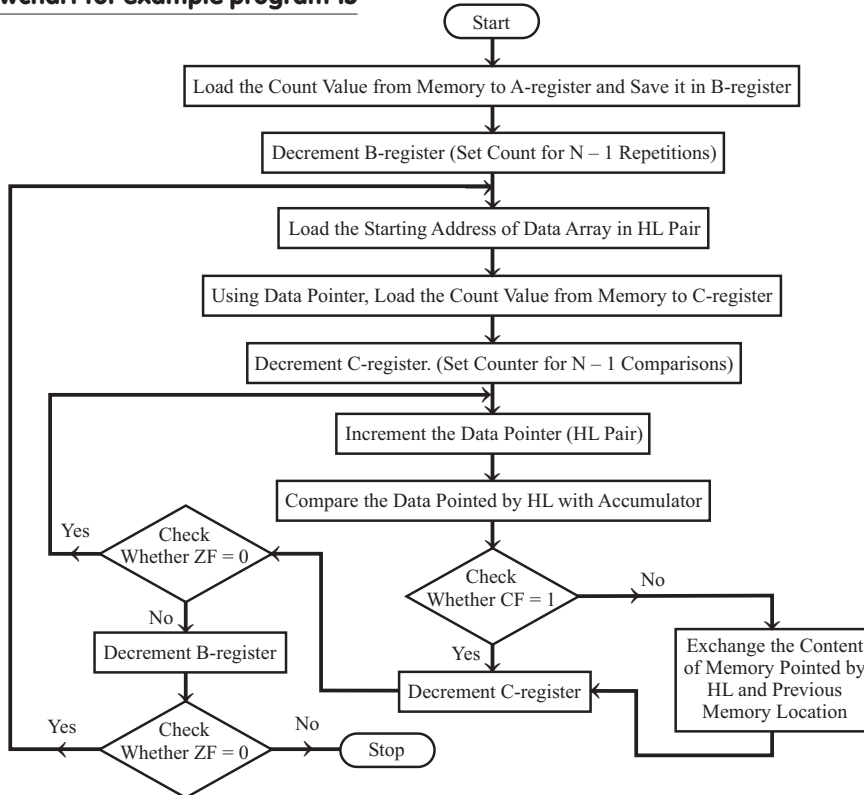 for example program is
Start
Load the Count Value from Memory to A-register and Save it in B-register
Decrement B-register (Set Count for N – 1 Repetitions)
Load the Starting Address of Data Array in HL Pair
Using Data Pointer, Load the Count Value from Memory to C-register
Decrement C-register. (Set Counter for N – 1 Comparisons)
Increment the Data Pointer (HL Pair)
Compare the Data Pointed by HL with Accumulator
Yes
Check
Whether ZF = 0
Check
Whether CF = 1
No
No
Decrement B-register
Yes
Decrement C-register
Exchange the Content
of Memory Pointed by
HL and Previous
Memory Location
Yes
Check
Whether ZF = 0
No
Stop